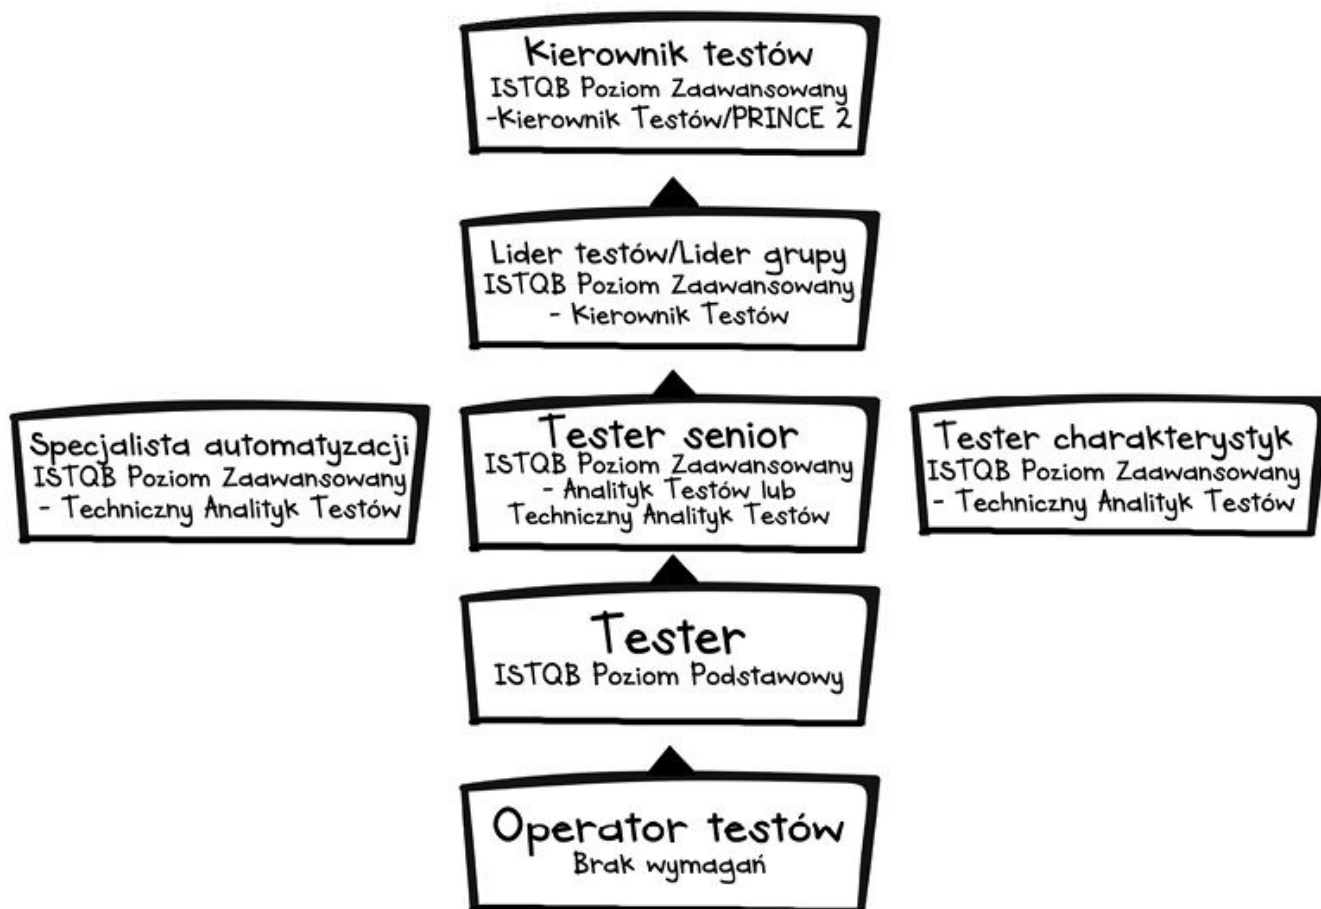 Kierownik testów
ISTQB Poziom Zaawansowany
-Kierownik Testów/PRINCE 2
Lider testów/Lider grupy
ISTQB Poziom Zaawansowany
- Kierownik Testów
Specjalista automatyzacji
ISTQB Poziom Zaawansowany
- Techniczny Analityk Testów
Tester senior
ISTQB Poziom Zaawansowany
- Analityk Testów lub
Techniczny Analityk Testów
Tester charakterystyk
ISTQB Poziom Zaawansowany
- Techniczny Analityk Testów
Tester
ISTQB Poziom Podstawowy
Operator testów
Brak wymagań